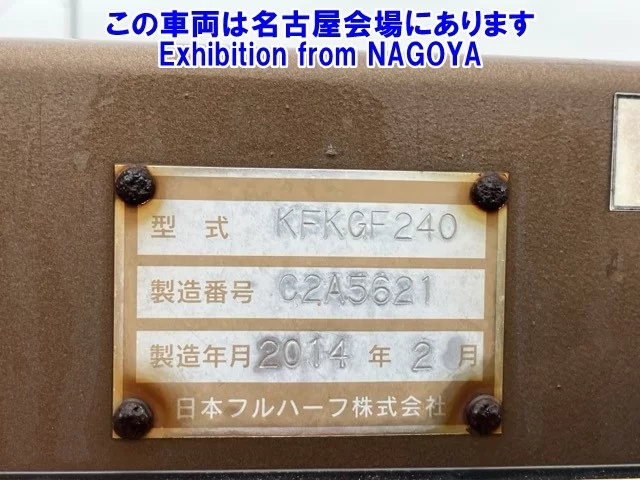 この車両は名古屋会場にあります
Exhibition from NAGOYA
型 式 KFKGF240
製造番号 C2A5621
製造年月 2014 年 2 月
日本フルハーフ株式会社